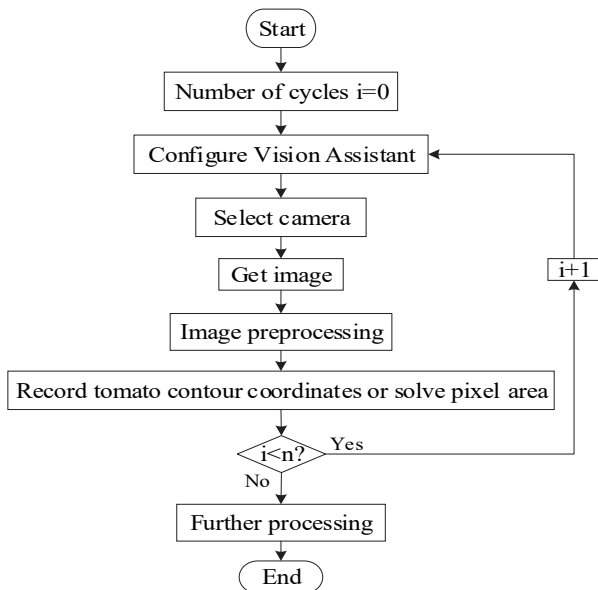 Start
Number of cycles i=0
Configure Vision Assistant
Select camera
Get image
i+1
Image preprocessing
Record tomato contour coordinates or solve pixel area
i<n?
Yes
No
Further processing
End